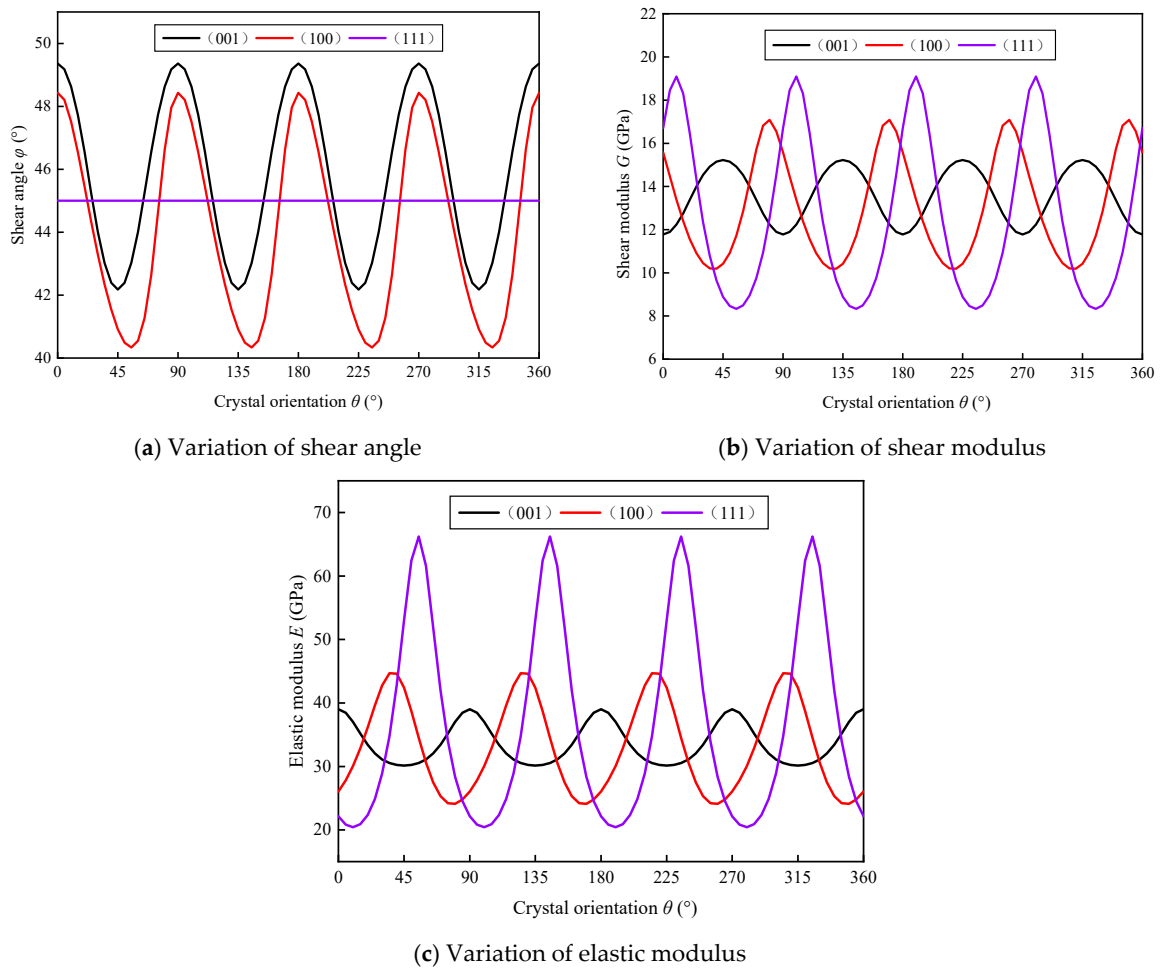 （001） （100） （111）
50
48
46
44
42
40
Shear angle φ (°)
0 45 90 135 180 225 270 315 360
Crystal orientation θ (°)
(a) Variation of shear angle
（001） （100） （111）
22
20
18
16
14
12
10
8
6
Shear modulus G (GPa)
0 45 90 135 180 225 270 315 360
Crystal orientation θ (°)
(b) Variation of shear modulus
（001） （100） （111）
70
60
50
40
30
20
Elastic modulus E (GPa)
0 45 90 135 180 225 270 315 360
Crystal orientation θ (°)
(c) Variation of elastic modulus